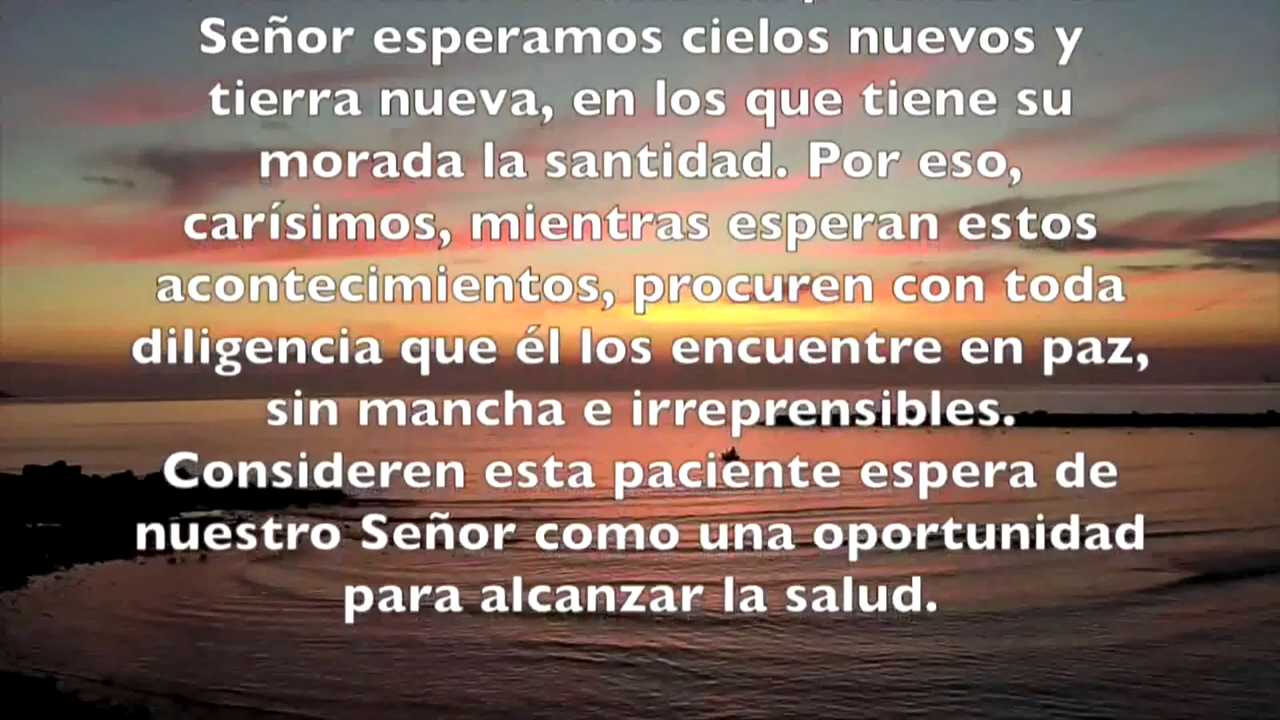 Señor esperamos cielos nuevos y
tierra nueva, en los que tiene su
morada la santidad. Por eso,
carísimos, mientras esperan estos
acontecimientos, procuren con toda
diligencia que él los encuentre en paz,
sin mancha e irreprensibles.
Consideren esta paciente espera de
nuestro Señor como una oportunidad
para alcanzar la salud.